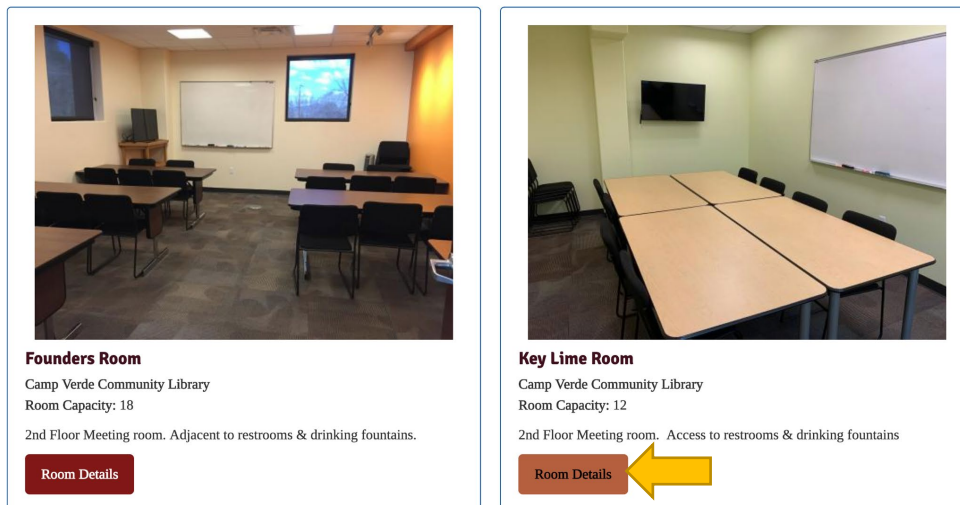 Founders Room
Camp Verde Community Library
Room Capacity: 18
2nd Floor Meeting room. Adjacent to restrooms & drinking fountains.
Room Details
Key Lime Room
Camp Verde Community Library
Room Capacity: 12
2nd Floor Meeting room.  Access to restrooms & drinking fountains
Room Details